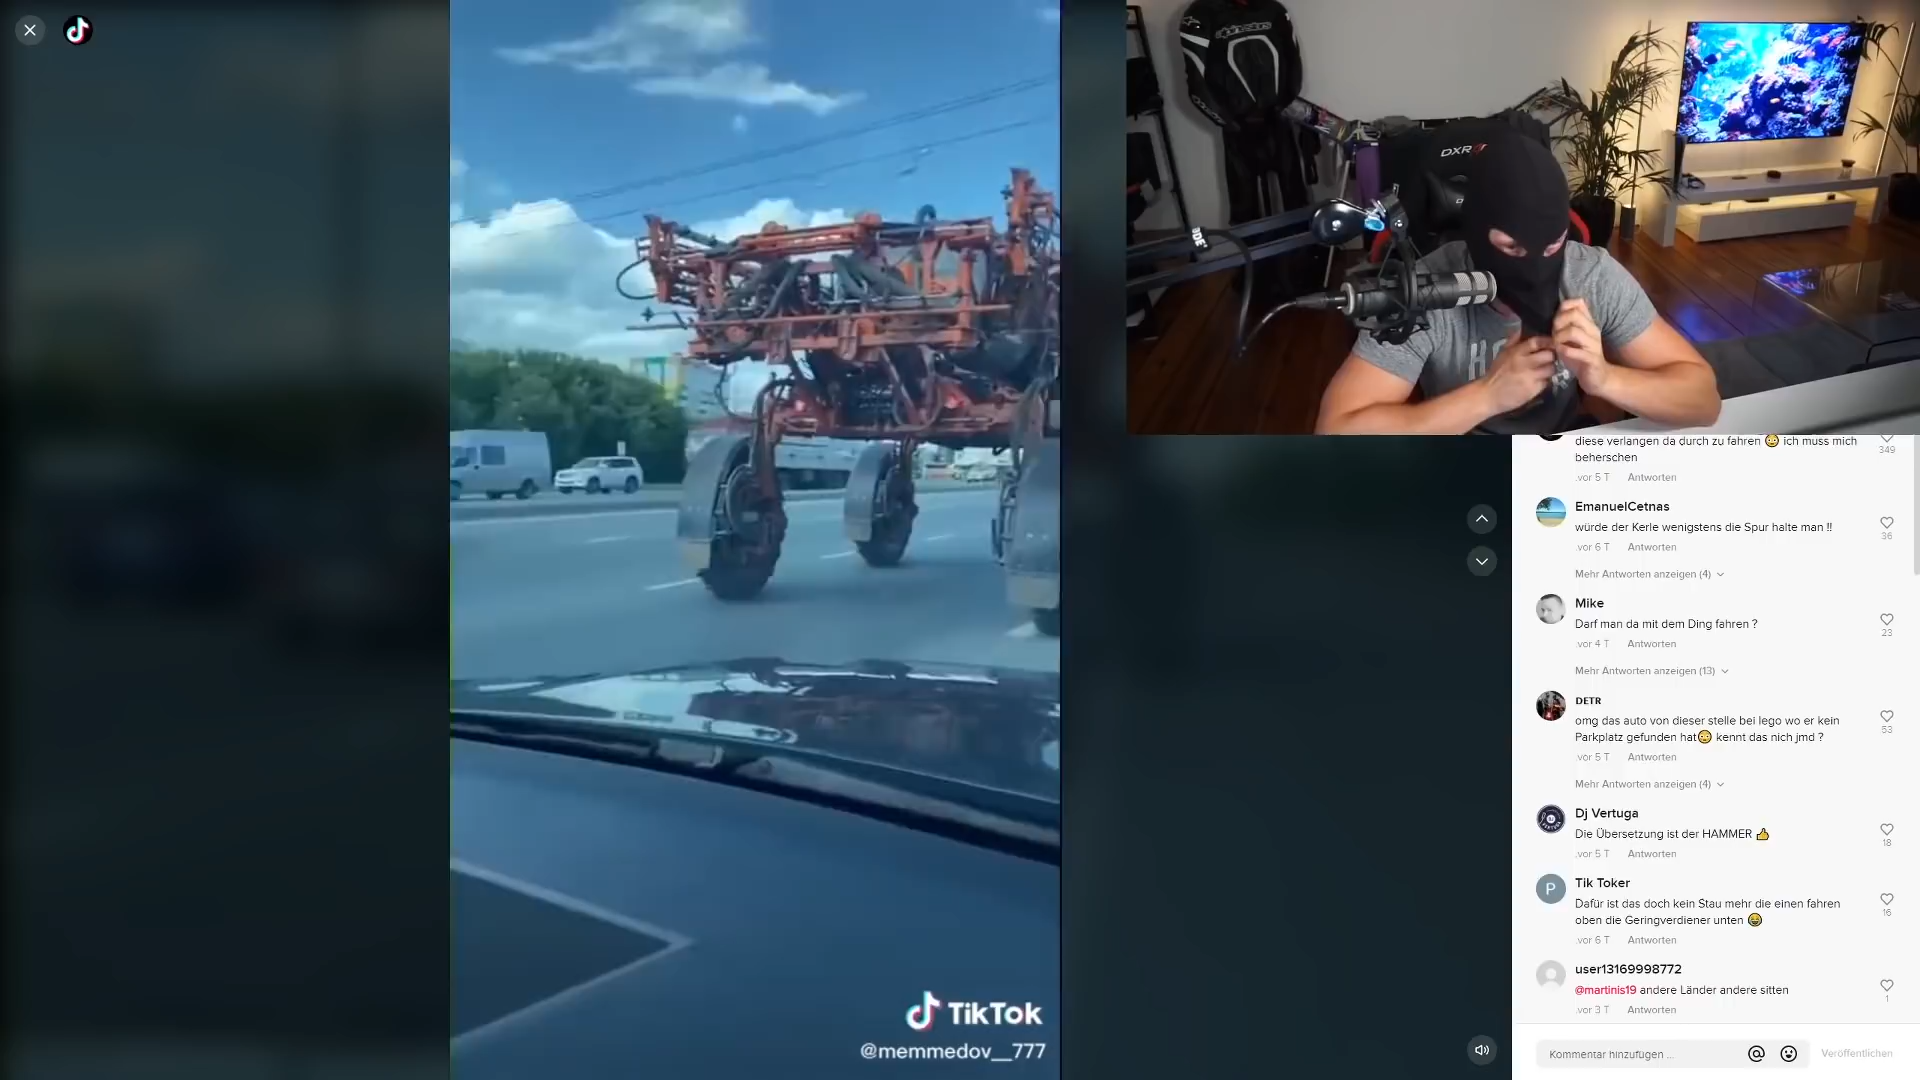 alpinestars
DXR
RODE
TikTok
@memmedov__777
diese verlangen da durch zu fahren 😳 ich muss mich
beherschen
349
.vor 5 T Antworten
EmanuelCetnas
würde der Kerle wenigstens die Spur halte man !!
36
.vor 6 T Antworten
Mehr Antworten anzeigen (4)
Mike
Darf man da mit dem Ding fahren ?
23
.vor 4 T Antworten
Mehr Antworten anzeigen (13)
DETR
omg das auto von dieser stelle bei lego wo er kein
Parkplatz gefunden hat😳 kennt das nich jmd ?
53
.vor 5 T Antworten
Mehr Antworten anzeigen (4)
Dj Vertuga
Die Übersetzung ist der HAMMER 👍
18
.vor 5 T Antworten
P
Tik Toker
Dafür ist das doch kein Stau mehr die einen fahren
oben die Geringverdiener unten 😂
16
.vor 6 T Antworten
user13169998772
@martinis19 andere Länder andere sitten
1
.vor 3 T Antworten
Kommentar hinzufügen ...
@
Veröffentlichen